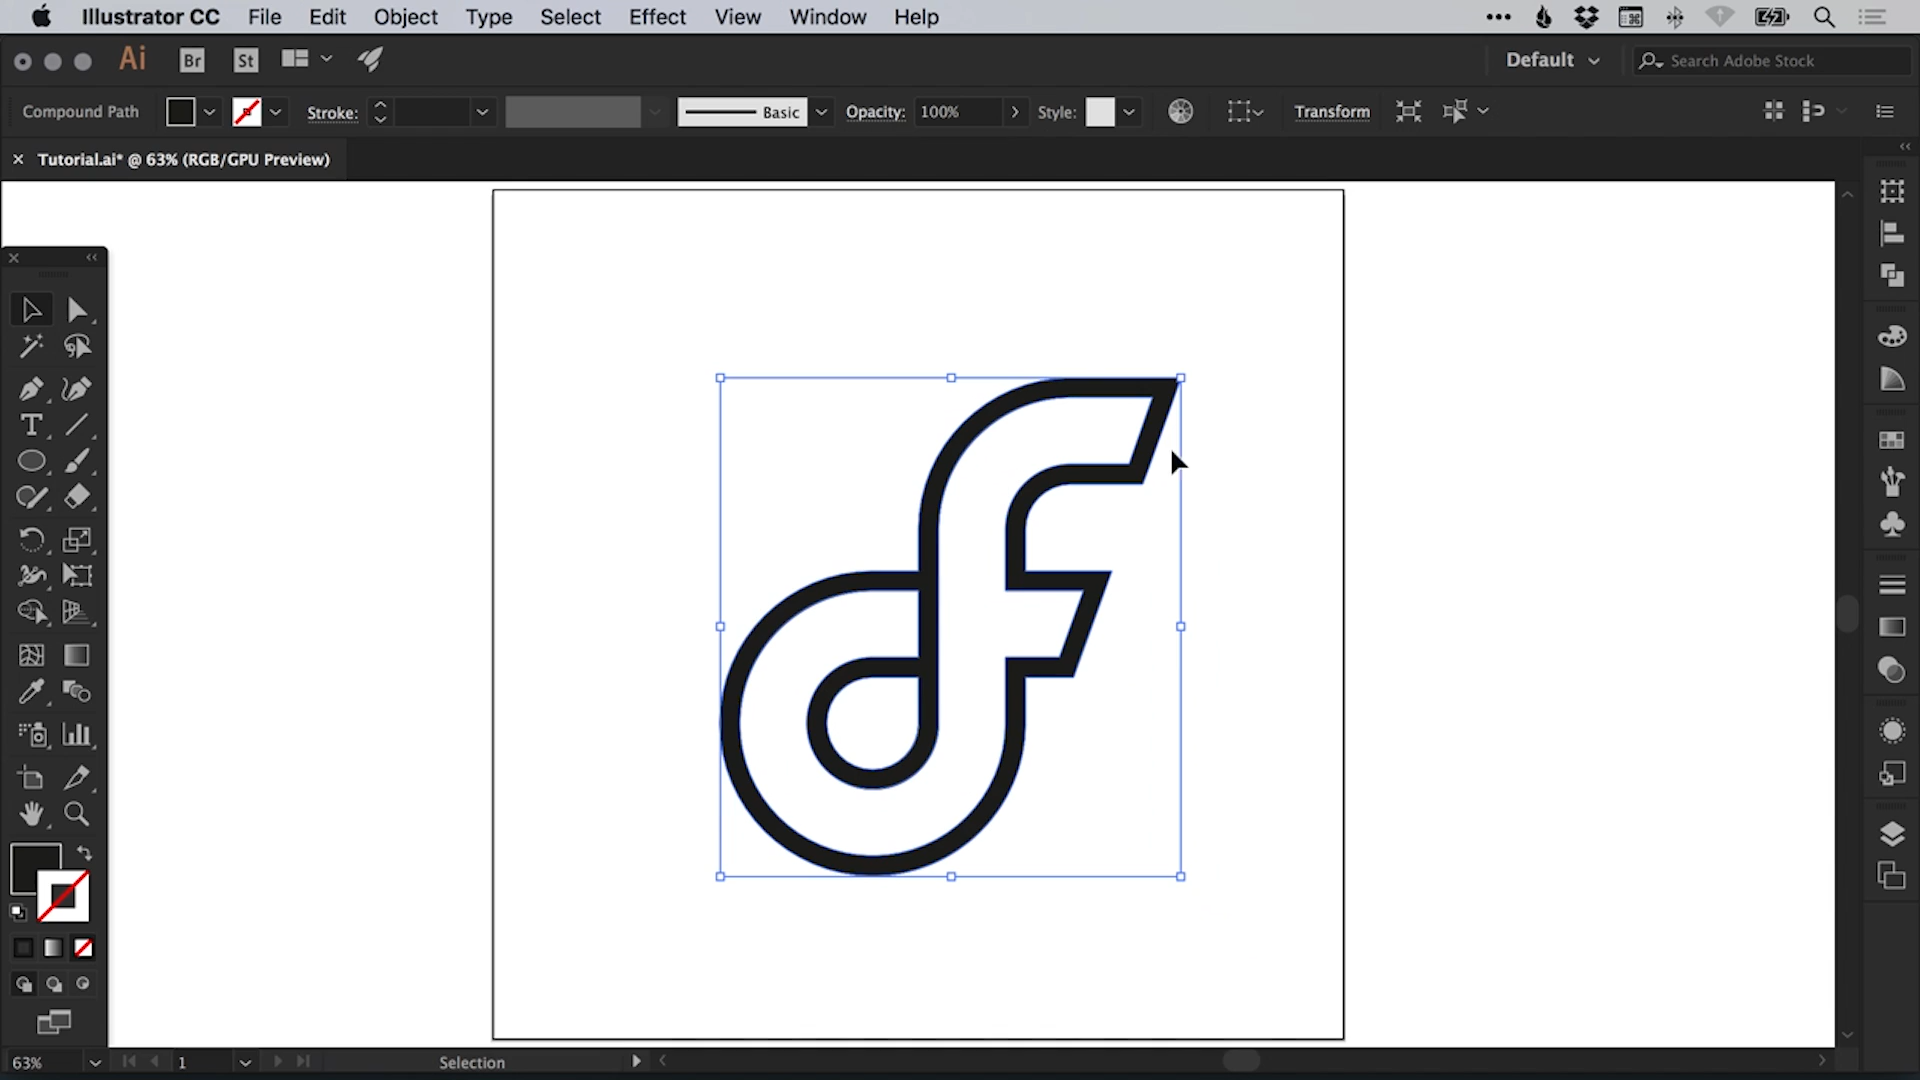 Illustrator CC File Edit Object Type Select Effect View Window Help
Ai Br St Default Search Adobe Stock
Compound Path Stroke: Basic Opacity: 100% Style: Transform
Tutorial.ai* @ 63% (RGB/GPU Preview)
T
63% 1 Selection